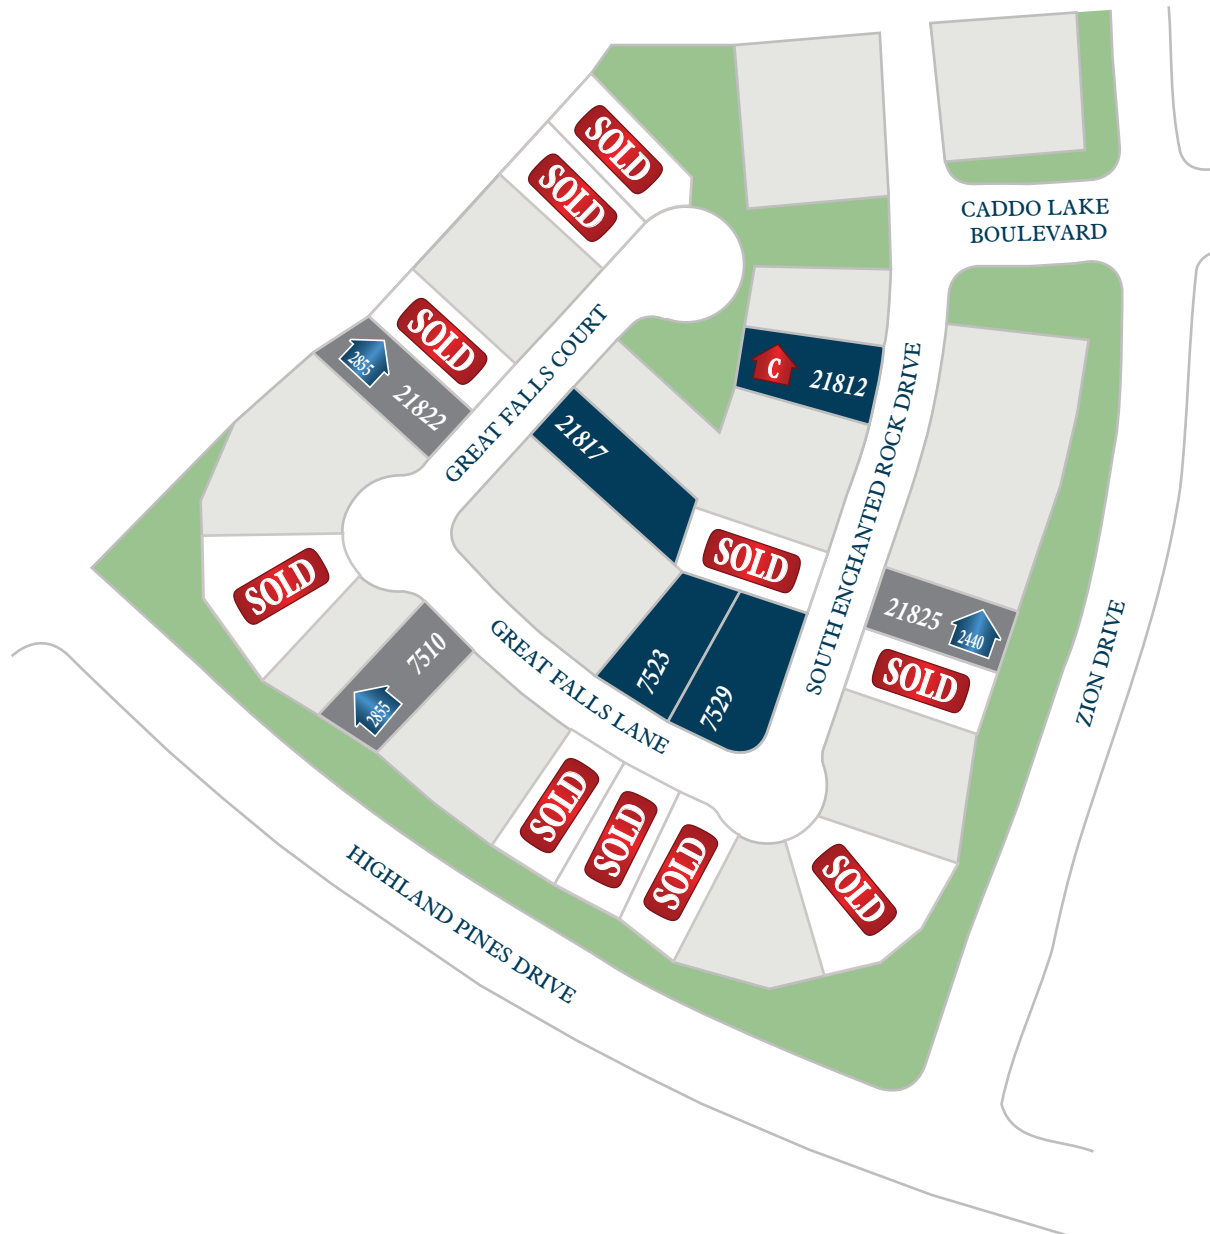 SOLD
SOLD
CADDO LAKE
BOULEVARD
SOLD
2855
21822
GREAT FALLS COURT
C
21812
21817
SOUTH ENCHANTED ROCK DRIVE
SOLD
SOLD
21825
2440
7510
2855
GREAT FALLS LANE
7523
7529
SOLD
ZION DRIVE
SOLD
SOLD
SOLD
SOLD
HIGHLAND PINES DRIVE